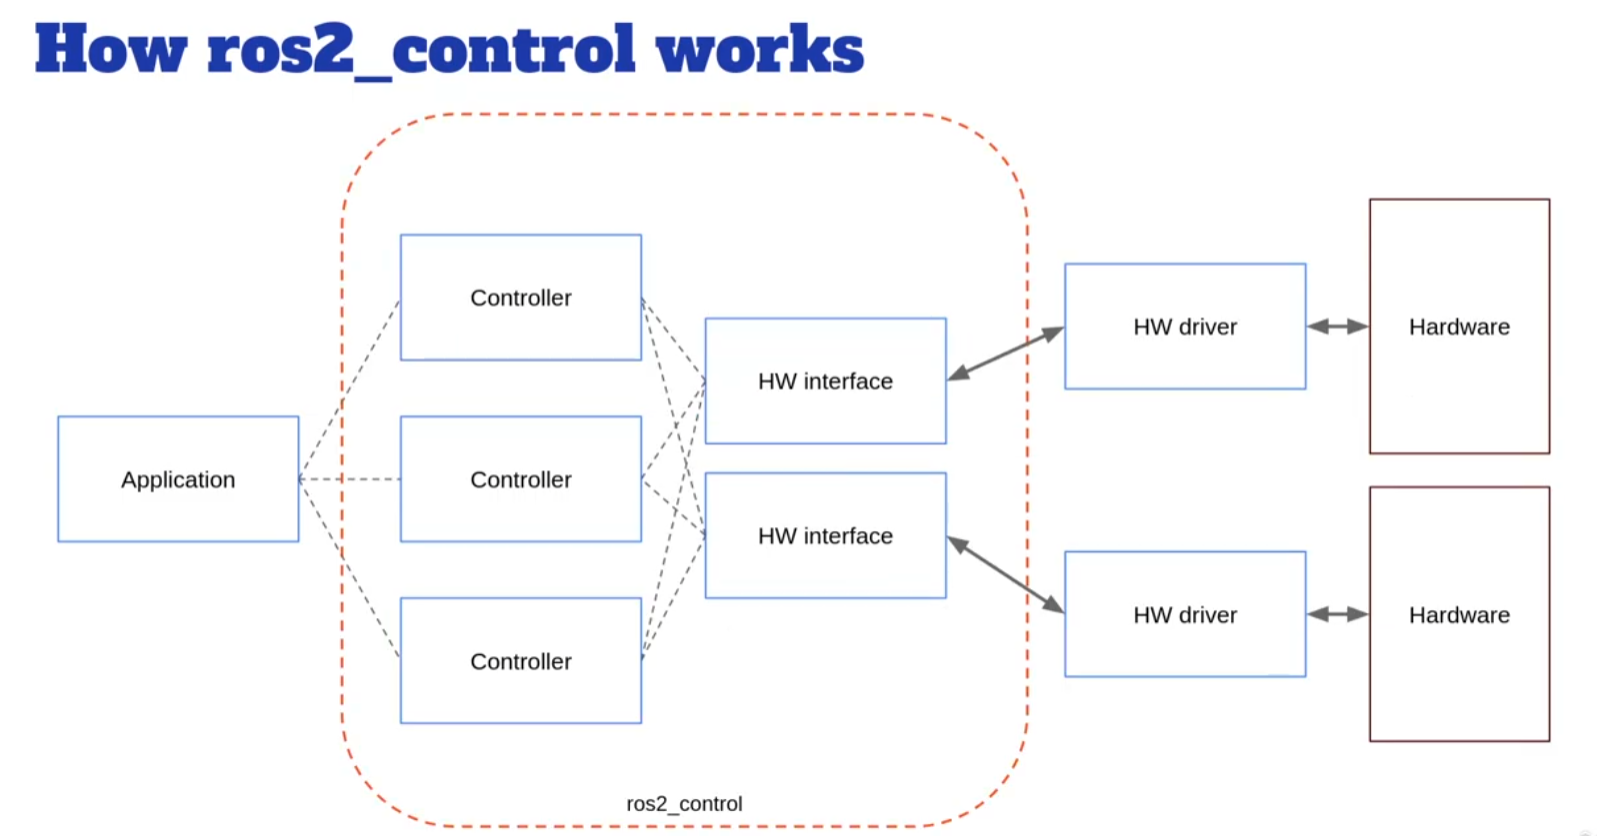 How ros2_control works
Controller
HW driver
Hardware
HW interface
Application
Controller
HW interface
HW driver
Hardware
Controller
ros2_control